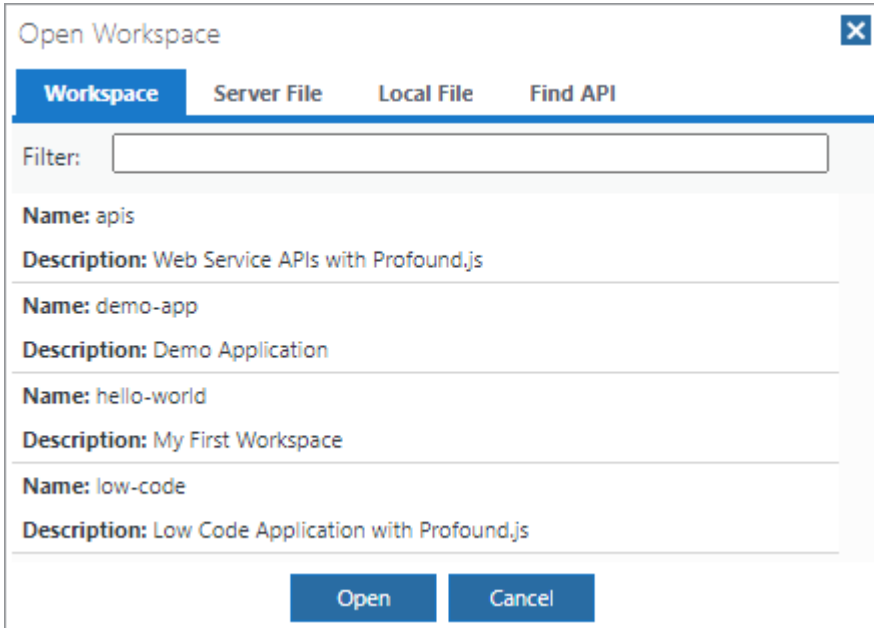 Open Workspace
Workspace Server File Local File Find API
Filter:
Name: apis
Description: Web Service APIs with Profound.js
Name: demo-app
Description: Demo Application
Name: hello-world
Description: My First Workspace
Name: low-code
Description: Low Code Application with Profound.js
Open Cancel